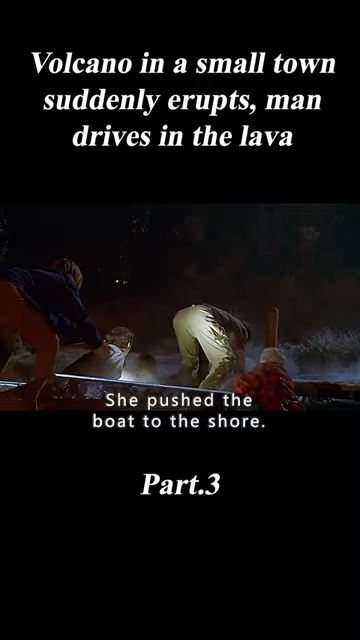 Volcano in a small town
suddenly erupts, man
drives in the lava
She pushed the
boat to the shore.
Part.3